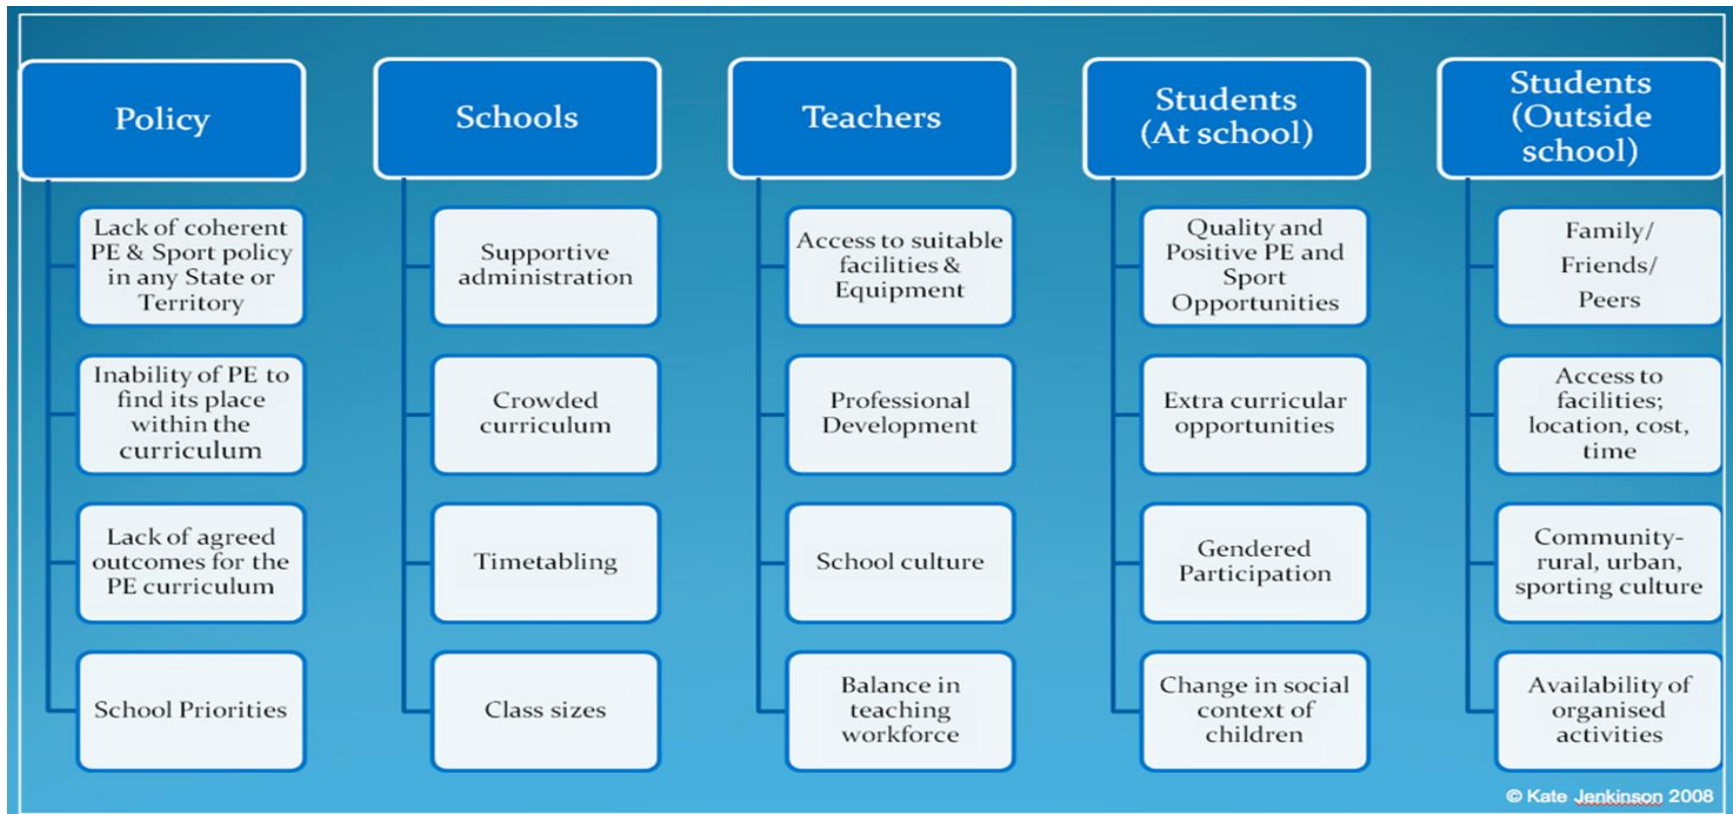 Policy
Lack of coherent
PE & Sport policy
in any State or
Territory
Inability of PE to
find its place
within the
curriculum
Lack of agreed
outcomes for the
PE curriculum
School Priorities
Schools
Supportive
administration
Crowded
curriculum
Timetabling
Class sizes
Teachers
Access to suitable
facilities &
Equipment
Professional
Development
School culture
Balance in
teaching
workforce
Students
(At school)
Quality and
Positive PE and
Sport
Opportunities
Extra curricular
opportunities
Gendered
Participation
Change in social
context of
children
Students
(Outside
school)
Family/
Friends/
Peers
Access to
facilities;
location, cost,
time
Community-
rural, urban,
sporting culture
Availability of
organised
activities
© Kate Jenkinson 2008